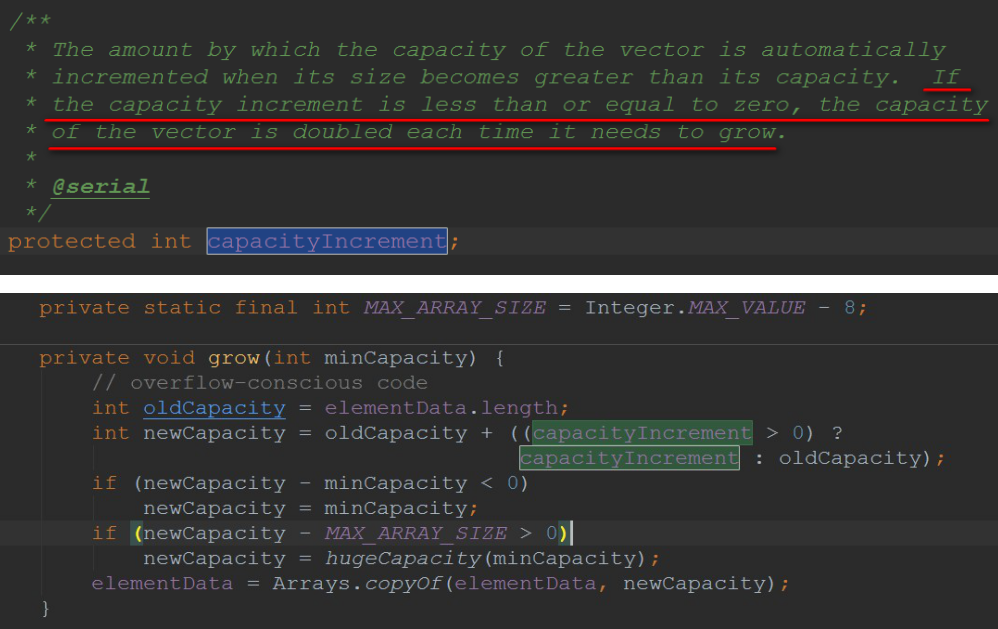 /**
 * The amount by which the capacity of the vector is automatically
 * incremented when its size becomes greater than its capacity.  If
 * the capacity increment is less than or equal to zero, the capacity
 * of the vector is doubled each time it needs to grow.
 *
 * @serial
 */
protected int capacityIncrement;
private static final int MAX_ARRAY_SIZE = Integer.MAX_VALUE - 8;
private void grow(int minCapacity) {
    // overflow-conscious code
    int oldCapacity = elementData.length;
    int newCapacity = oldCapacity + ((capacityIncrement > 0) ?
                                     capacityIncrement : oldCapacity);
    if (newCapacity - minCapacity < 0)
        newCapacity = minCapacity;
    if (newCapacity - MAX_ARRAY_SIZE > 0)
        newCapacity = hugeCapacity(minCapacity);
    elementData = Arrays.copyOf(elementData, newCapacity);
}